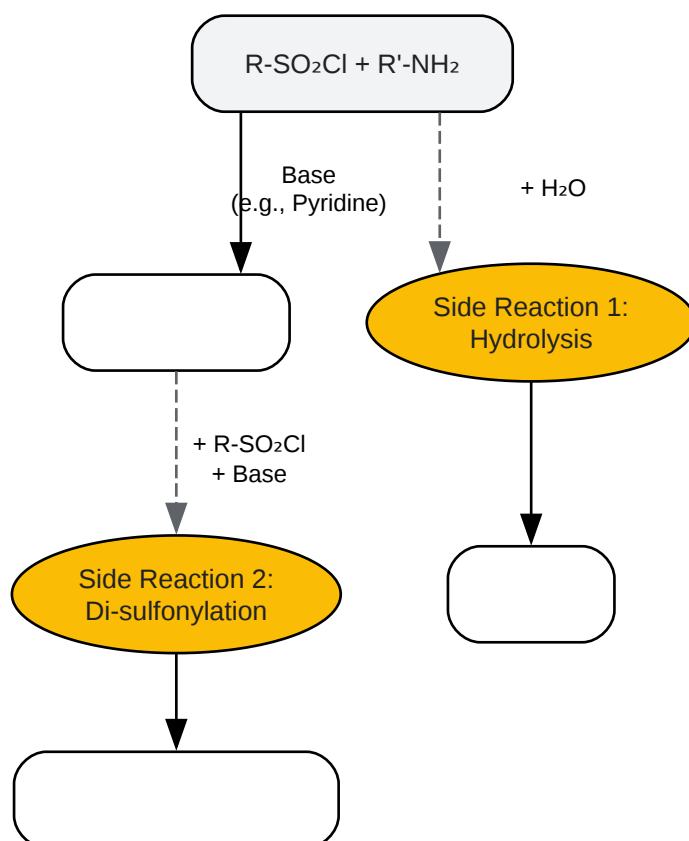 R-SO₂Cl + R'-NH₂
Base
(e.g., Pyridine)
+ H₂O
Side Reaction 1:
Hydrolysis
+ R-SO₂Cl
+ Base
Side Reaction 2:
Di-sulfonylation